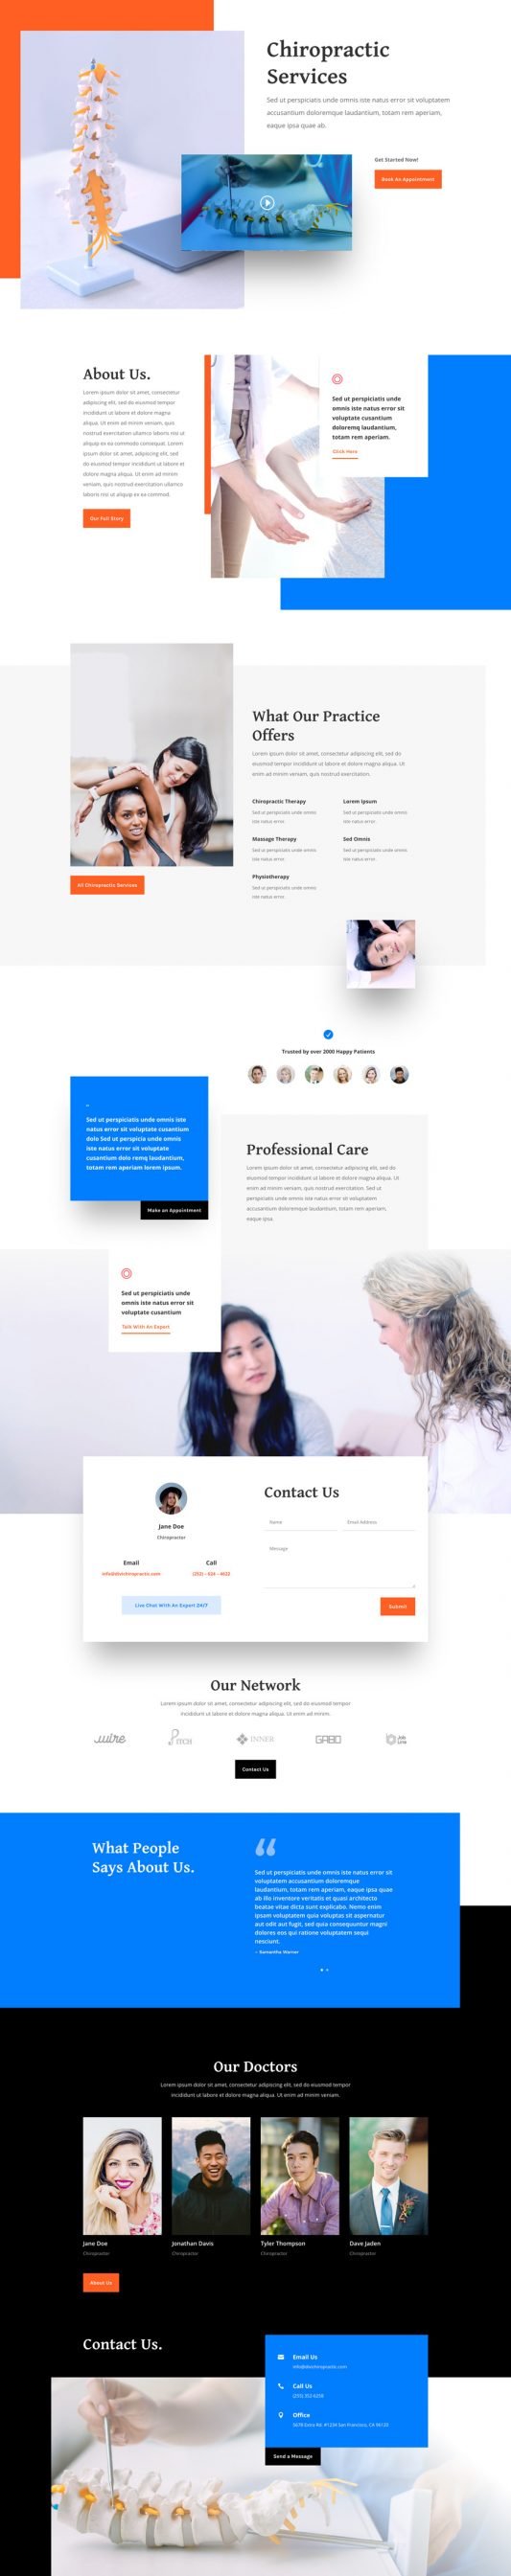 Chiropractic
Services
Sed ut perspiciatis unde omnis iste natus error sit voluptatem
accusantium doloremque laudantium, totam rem aperiam,
eaque ipsa quae ab.
Get Started Now!
Book An Appointment
About Us.
Lorem ipsum dolor sit amet, consectetur
adipiscing elit, sed do eiusmod tempor
incididunt ut labore et dolore magna
aliqua. Ut enim ad minim veniam, quis
nostrud exercitation ullamco laboris nisi ut
aliquip ex ea commodo consequat. Lorem
ipsum dolor sit amet, adipiscing elit, sed
do eiusmod tempor incididunt ut labore et
dolore magna aliqua. Ut enim ad minim
veniam, quis nostrud exercitation ullamco
laboris nisi ut aliquip ex ea commod.
Our Full Story
Sed ut perspiciatis unde
omnis iste natus error sit
voluptate cusantium
doloremq laudantium,
totam rem aperiam.
Click Here
What Our Practice
Offers
Lorem ipsum dolor sit amet, consectetur adipiscing elit, sed do
eiusmod tempor incididunt ut labore et dolore magna aliqua. Ut
enim ad minim veniam, quis nostrud exercitation.
Chiropractic Therapy
Sed ut perspiciatis unde omnis
iste natus error.
Lorem Ipsum
Sed ut perspiciatis unde omnis
iste natus error.
Massage Therapy
Sed ut perspiciatis unde omnis
iste natus error.
Sed Omnis
Sed ut perspiciatis unde omnis
iste natus error.
Physiotherapy
Sed ut perspiciatis unde omnis
iste natus error.
All Chiropractic Services
Trusted by over 2000 Happy Patients
Sed ut perspiciatis unde omnis iste
natus error sit voluptate cusantium
dolo Sed ut perspicia unde omnis
iste natus error sit voluptate
cusantium dolo remq laudantium,
totam rem aperiam lorem ipsum.
Make an Appointment
Professional Care
Lorem ipsum dolor sit amet, consectetur adipiscing elit, sed do
eiusmod tempor incididunt ut labore et dolore magna aliqua. Ut
enim ad minim veniam, quis nostrud exercitation. Sed ut
perspiciatis unde omnis iste natus error sit voluptatem
accusantium doloremque laudantium, totam rem aperiam,
eaque ipsa.
Sed ut perspiciatis unde
omnis iste natus error sit
voluptate cusantium
Talk With An Expert
Jane Doe
Chiropractor
Email
info@divichiropractic.com
Call
(252) - 624 - 4622
Live Chat With An Expert 24/7
Contact Us
Name
Email Address
Message
Submit
Our Network
Lorem ipsum dolor sit amet, consectetur adipiscing elit, sed do eiusmod tempor
incididunt ut labore et dolore magna aliqua. Ut enim ad minim.
wire
PITCH
INNER
GABO
Contact Us
What People
Says About Us.
Sed ut perspiciatis unde omnis iste natus error sit
voluptatem accusantium doloremque
laudantium, totam rem aperiam, eaque ipsa quae
ab illo inventore veritatis et quasi architecto
beatae vitae dicta sunt explicabo. Nemo enim
ipsam voluptatem quia voluptas sit aspernatur
aut odit aut fugit, sed quia consequuntur magni
dolores eos qui ratione voluptatem sequi
nesciunt.
Our Doctors
Lorem ipsum dolor sit amet, consectetur adipiscing elit, sed do eiusmod tempor
incididunt ut labore et dolore magna aliqua. Ut enim ad minim veniam.
Jane Doe
Chiropractor
Jonathan Davis
Chiropractor
Tyler Thompson
Chiropractor
Dave Jaden
Chiropractor
About Us
Contact Us.
Email Us
info@divichiropractic.com
Call Us
(255) 352-6258
Office
San Francisco, CA
Send a Message